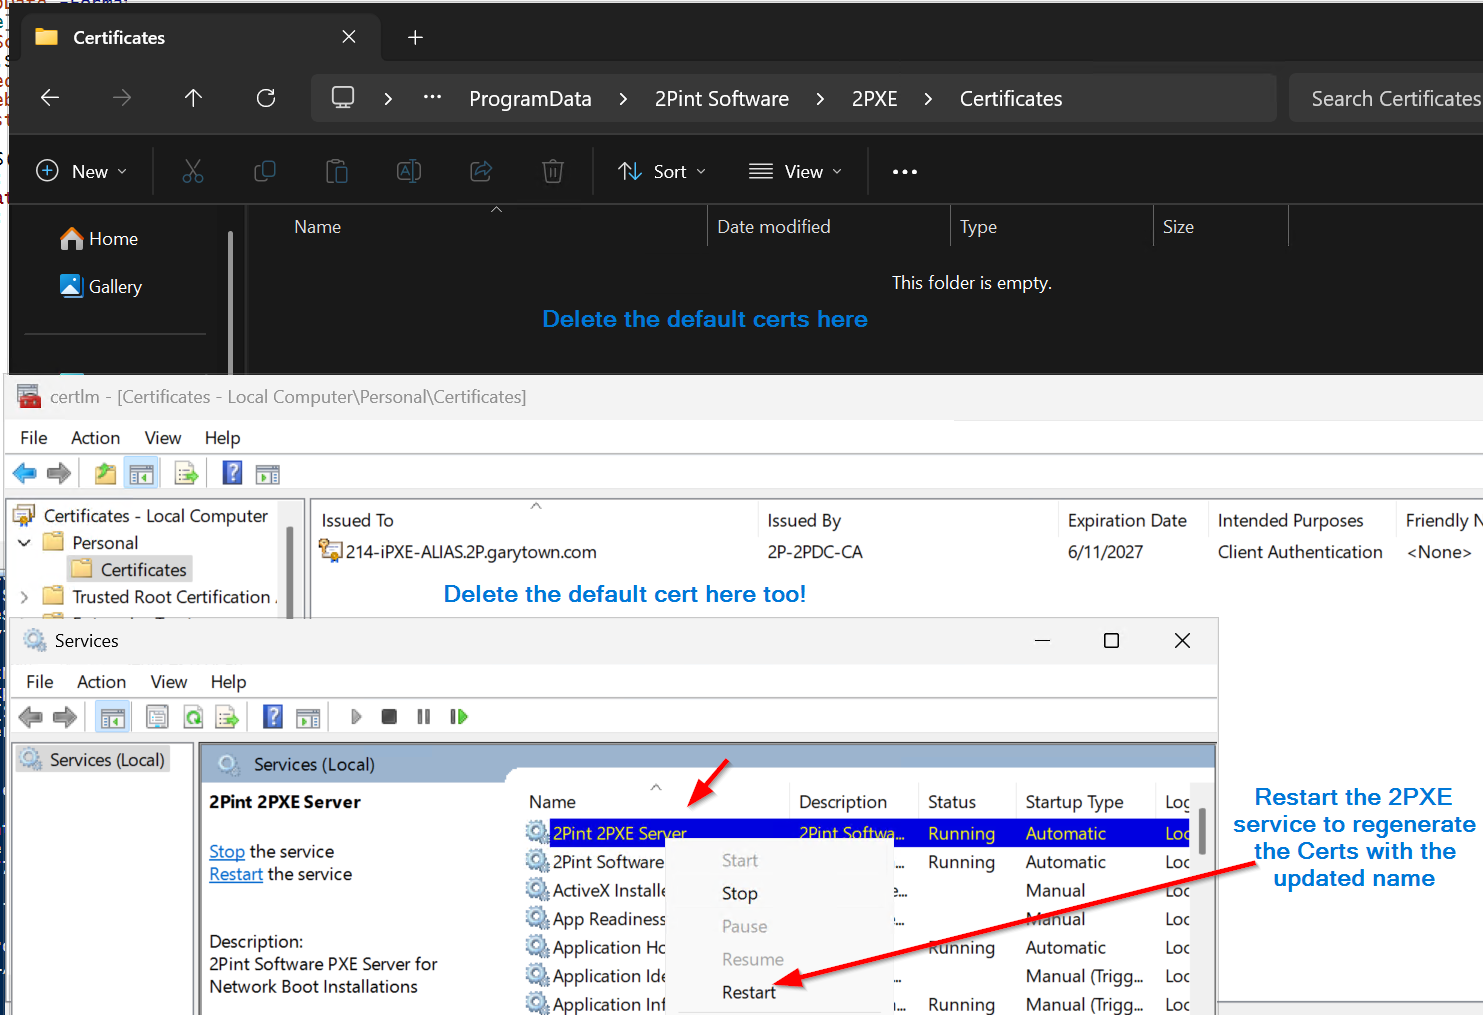 Certificates
ProgramData > 2Pint Software > 2PXE > Certificates
Search Certificates
New
Sort
View
Name
Date modified
Type
Size
Home
Gallery
This folder is empty.
Delete the default certs here
certlm - [Certificates - Local Computer\Personal\Certificates]
File Action View Help
Certificates - Local Computer
Personal
Certificates
Trusted Root Certification
Issued To
Issued By
Expiration Date
Intended Purposes
Friendly N
214-iPXE-ALIAS.2P.garytown.com
2P-2PDC-CA
6/11/2027
Client Authentication
<None>
Delete the default cert here too!
Services
File Action View Help
Services (Local)
Services (Local)
2Pint 2PXE Server
Stop the service
Restart the service
Description:
2Pint Software PXE Server for
Network Boot Installations
Name Description Status Startup Type Log
2Pint 2PXE Server 2Pint Softwa... Running Automatic Loc
2Pint Software ... Running Automatic Loc
ActiveX Installe e... Manual Loc
App Readiness ... Manual Loc
Application Ho Running Automatic Loc
Application Ide ... Manual (Trigg... Loc
Application Inf ... Running Manual (Trigg... Loc
Start
Stop
Pause
Resume
Restart
Restart the 2PXE
service to regenerate
the Certs with the
updated name